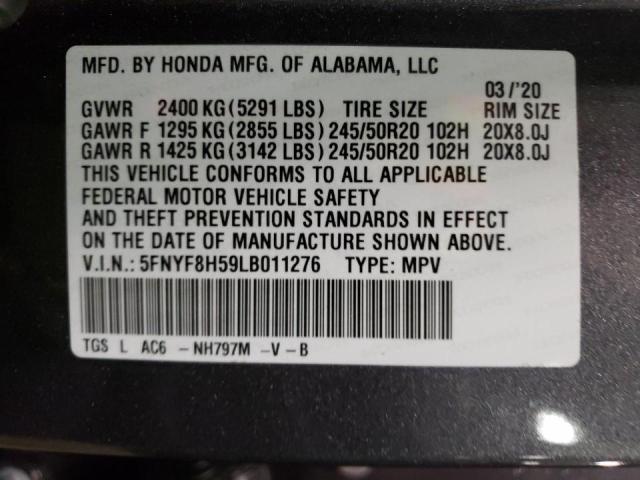 MFD. BY HONDA MFG. OF ALABAMA, LLC
03/'20
GVWR 2400 KG (5291 LBS) TIRE SIZE RIM SIZE
GAWR F 1295 KG (2855 LBS) 245/50R20 102H 20X8.0J
GAWR R 1425 KG (3142 LBS) 245/50R20 102H 20X8.0J
THIS VEHICLE CONFORMS TO ALL APPLICABLE
FEDERAL MOTOR VEHICLE SAFETY
AND THEFT PREVENTION STANDARDS IN EFFECT
ON THE DATE OF MANUFACTURE SHOWN ABOVE.
V.I.N.: 5FNYF8H59LB011276 TYPE: MPV
TGS L AC6 -NH797M -V-B